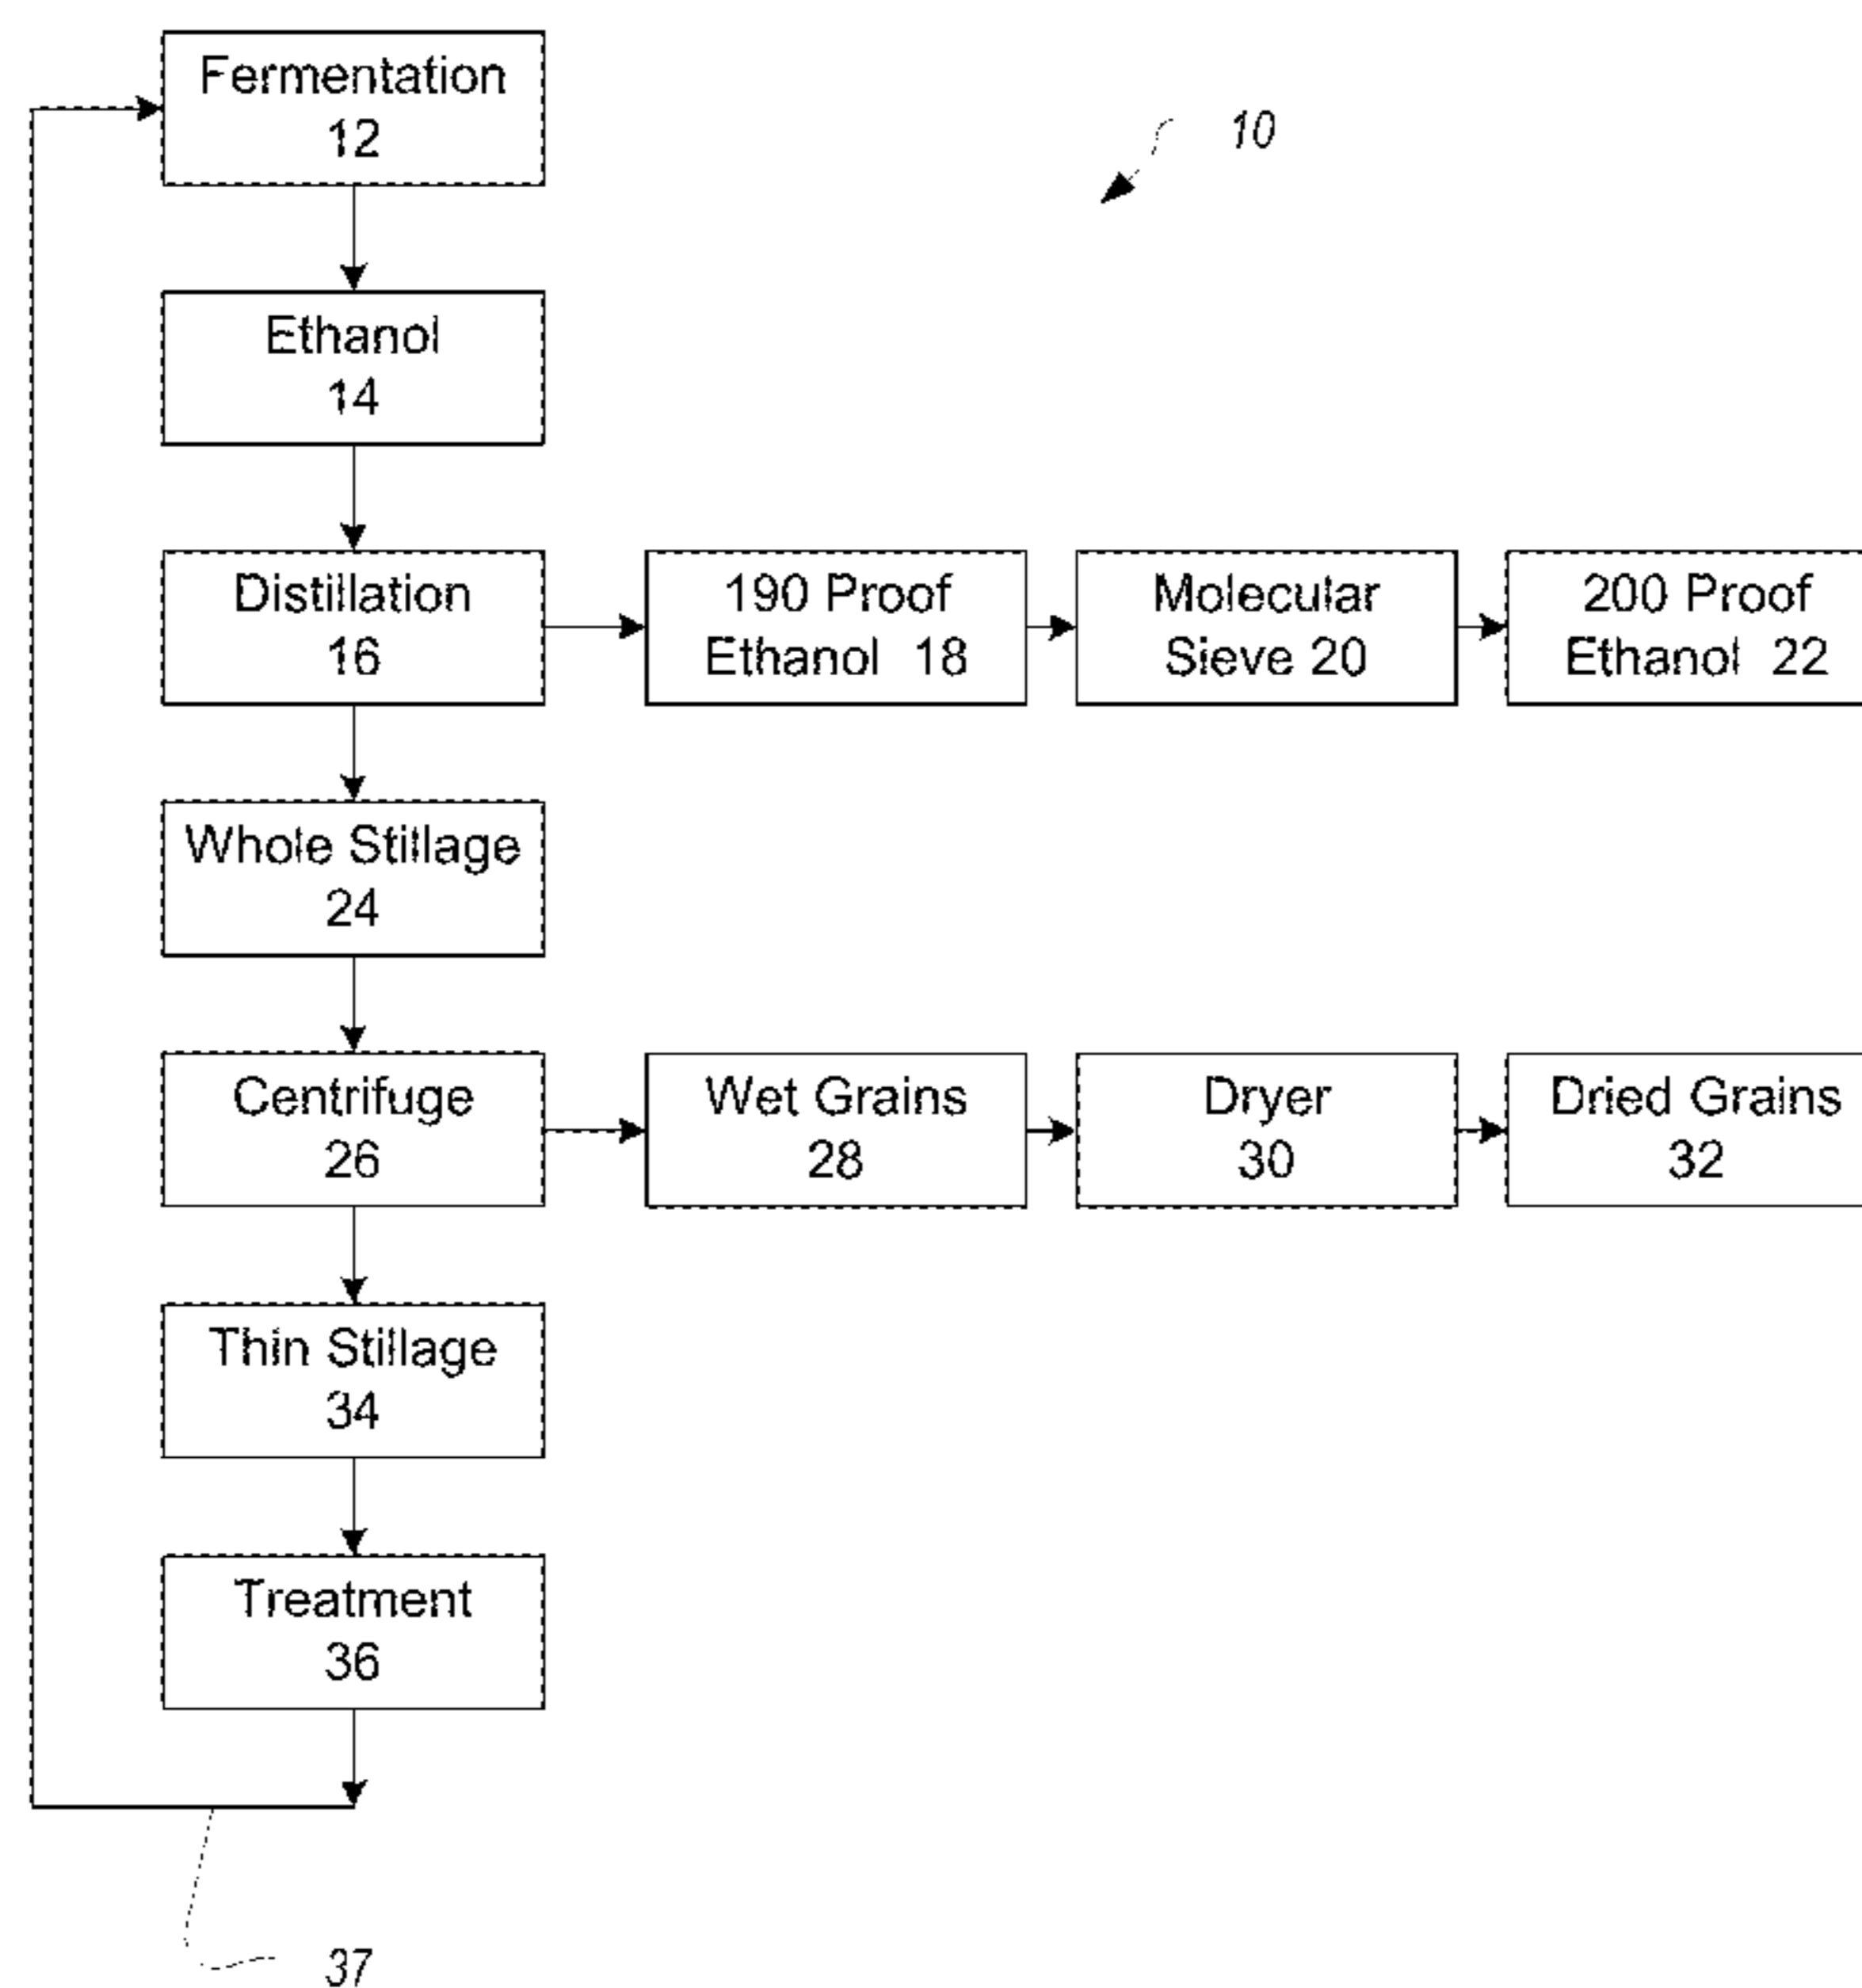 Fermentation
12
10
Ethanol
14
Distillation
16
190 Proof
Ethanol 18
Molecular
Sieve 20
200 Proof
Ethanol 22
Whole Stillage
24
Centrifuge
26
Wet Grains
28
Dryer
30
Dried Grains
32
Thin Stillage
34
Treatment
36
37